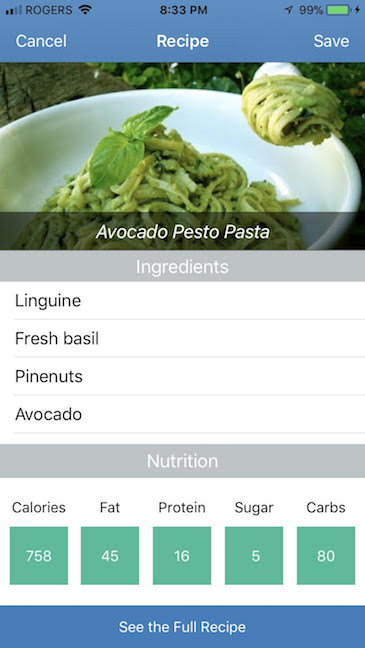 ROGERS 8:33 PM 99%
Cancel Recipe Save
Avocado Pesto Pasta
Ingredients
Linguine
Fresh basil
Pinenuts
Avocado
Nutrition
Calories Fat Protein Sugar Carbs
758 45 16 5 80
See the Full Recipe